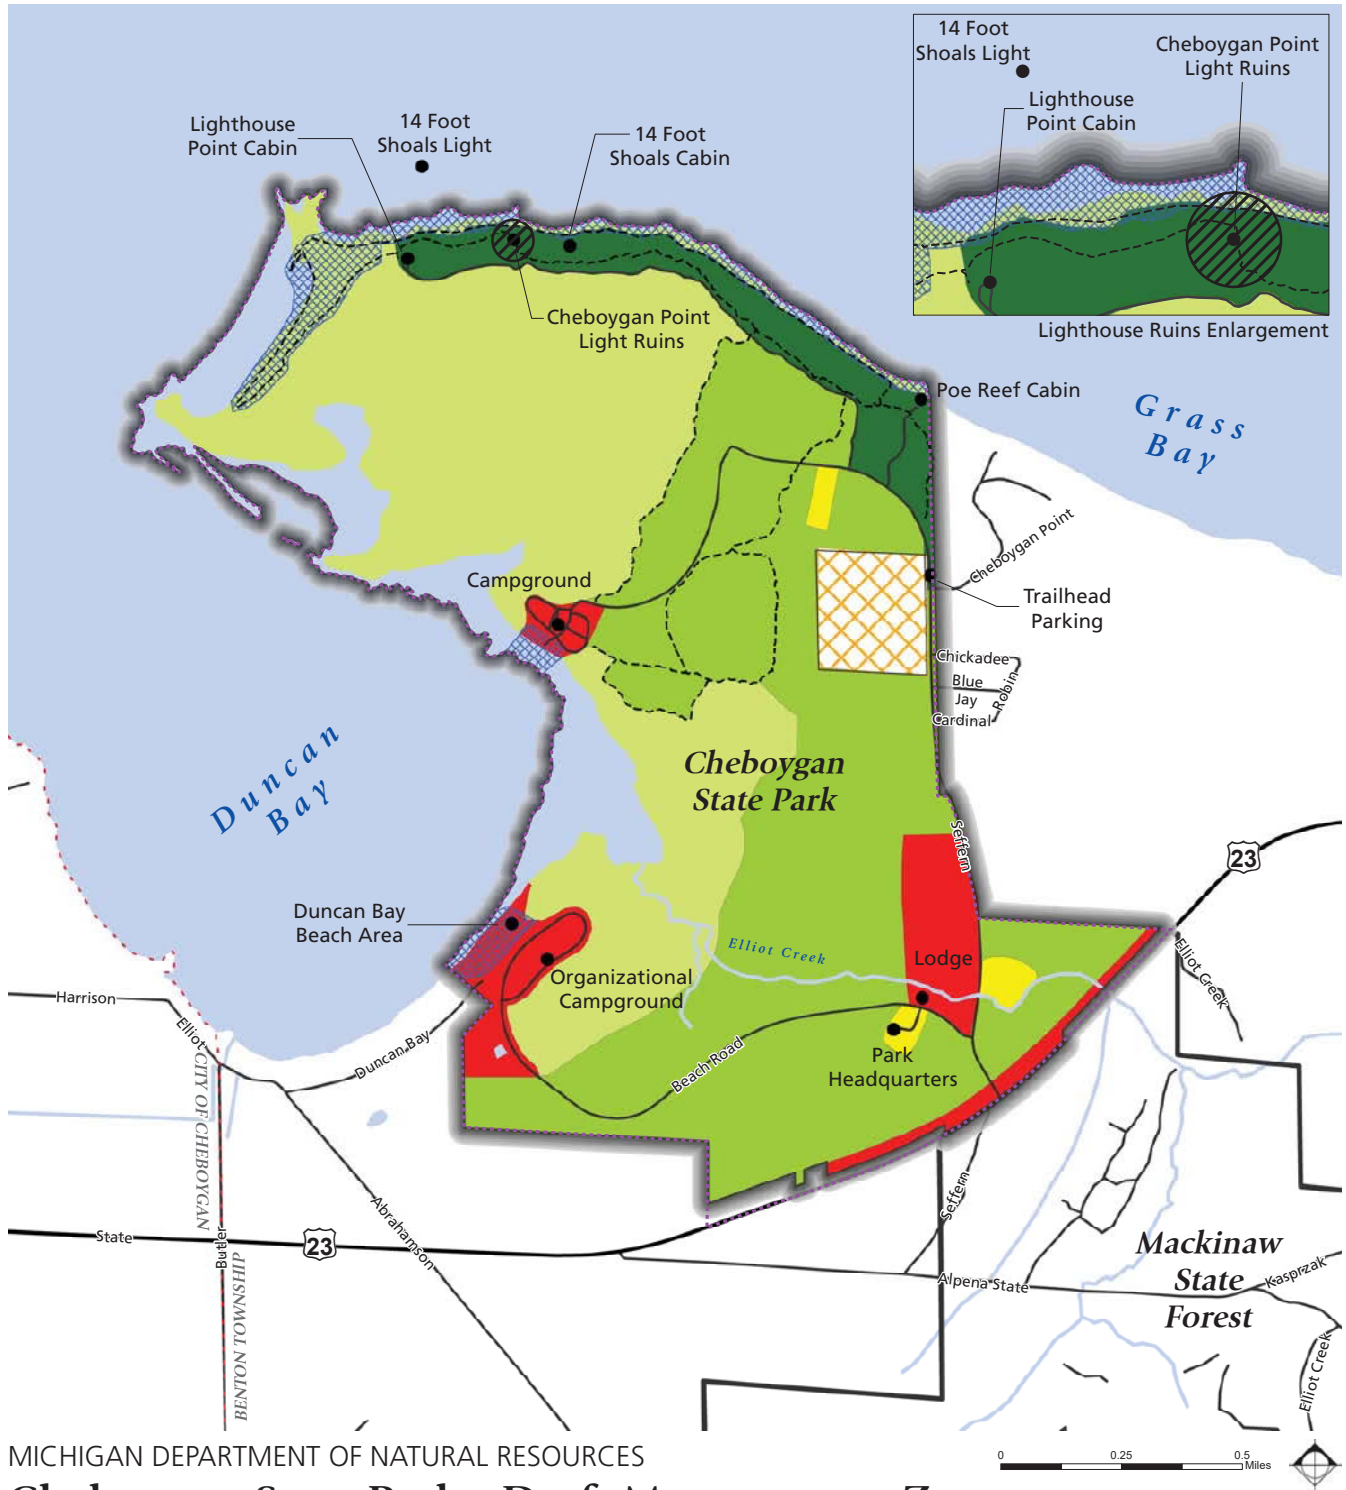 14 Foot
Shoals Light
Cheboygan Point
Light Ruins
Lighthouse
Point Cabin
Lighthouse Ruins Enlargement
Lighthouse
Point Cabin
14 Foot
Shoals Light
14 Foot
Shoals Cabin
Cheboygan Point
Light Ruins
Poe Reef Cabin
Grass
Bay
Cheboygan Point
Campground
Trailhead
Parking
Chickadee
Blue
Jay
Robin
Cardinal
Duncan
Bay
Cheboygan
State Park
Seffern
23
Duncan Bay
Beach Area
Elliot Creek
Lodge
Organizational
Campground
Elliot Creek
Harrison
Elliot
Duncan Bay
Beach Road
Park
Headquarters
CITY OF CHEBOYGAN
Abrahamson
Seffern
State
23
Butler
BENTON TOWNSHIP
Alpena State
Mackinaw
State
Forest
Kasprzak
Elliot Creek
MICHIGAN DEPARTMENT OF NATURAL RESOURCES
0 0.25 0.5
Miles